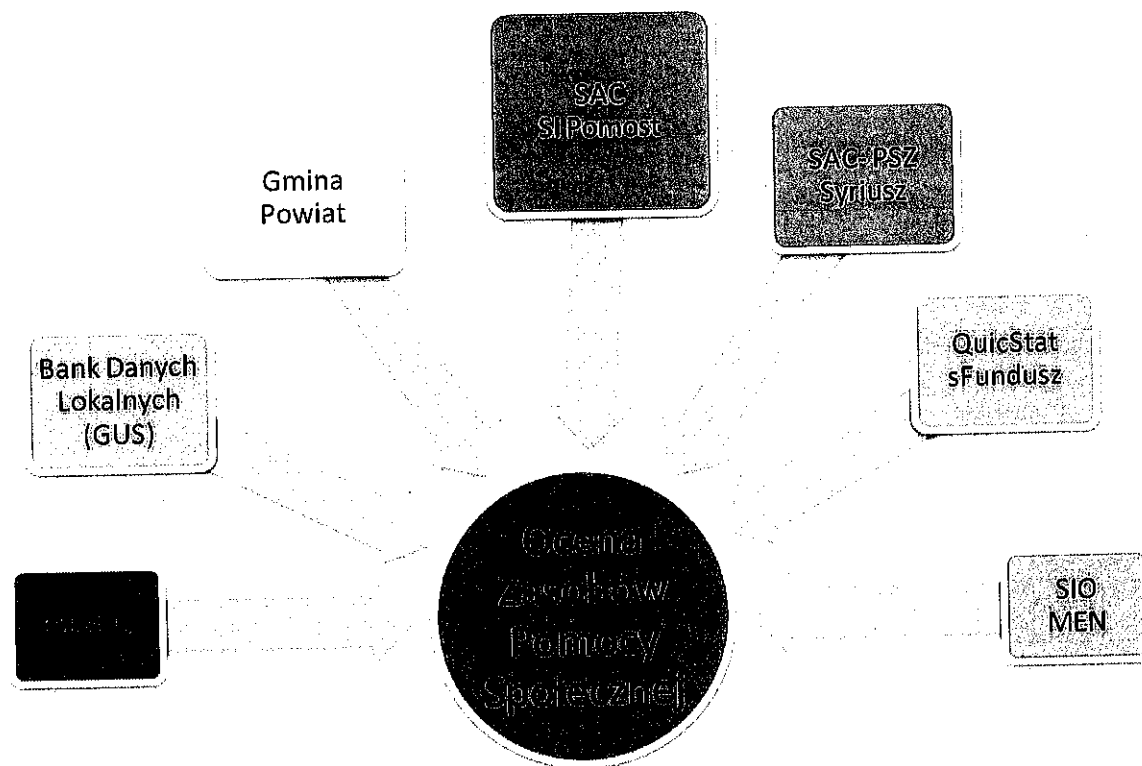 SAC
SI Pomost
SAC-PSZ
Syriusz
Gmina
Powiat
QuicStat
sFundusz
Bank Danych
Lokalnych
(GUS)
Ocena
Zasobów
Pomocy
Społecznej
SIO
MEN